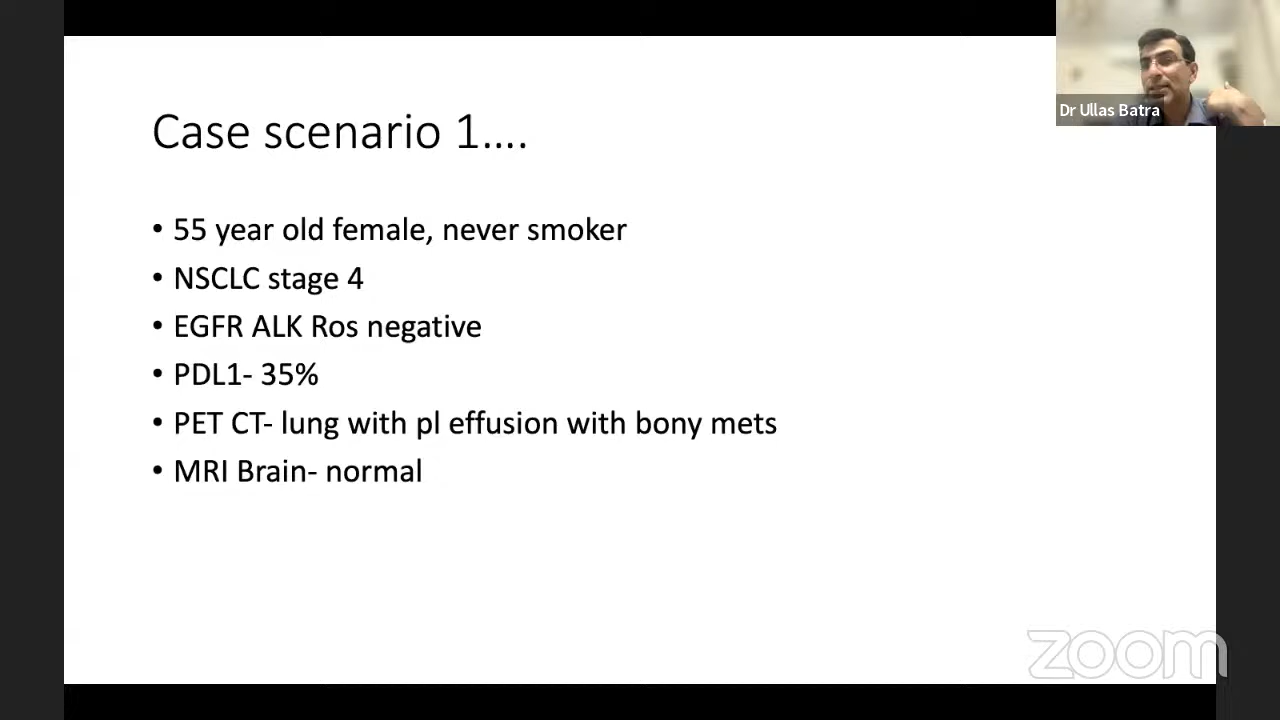 Dr Ullas Batra
Case scenario 1....
• 55 year old female, never smoker
• NSCLC stage 4
• EGFR ALK Ros negative
• PDL1- 35%
• PET CT- lung with pl effusion with bony mets
• MRI Brain- normal
zoom